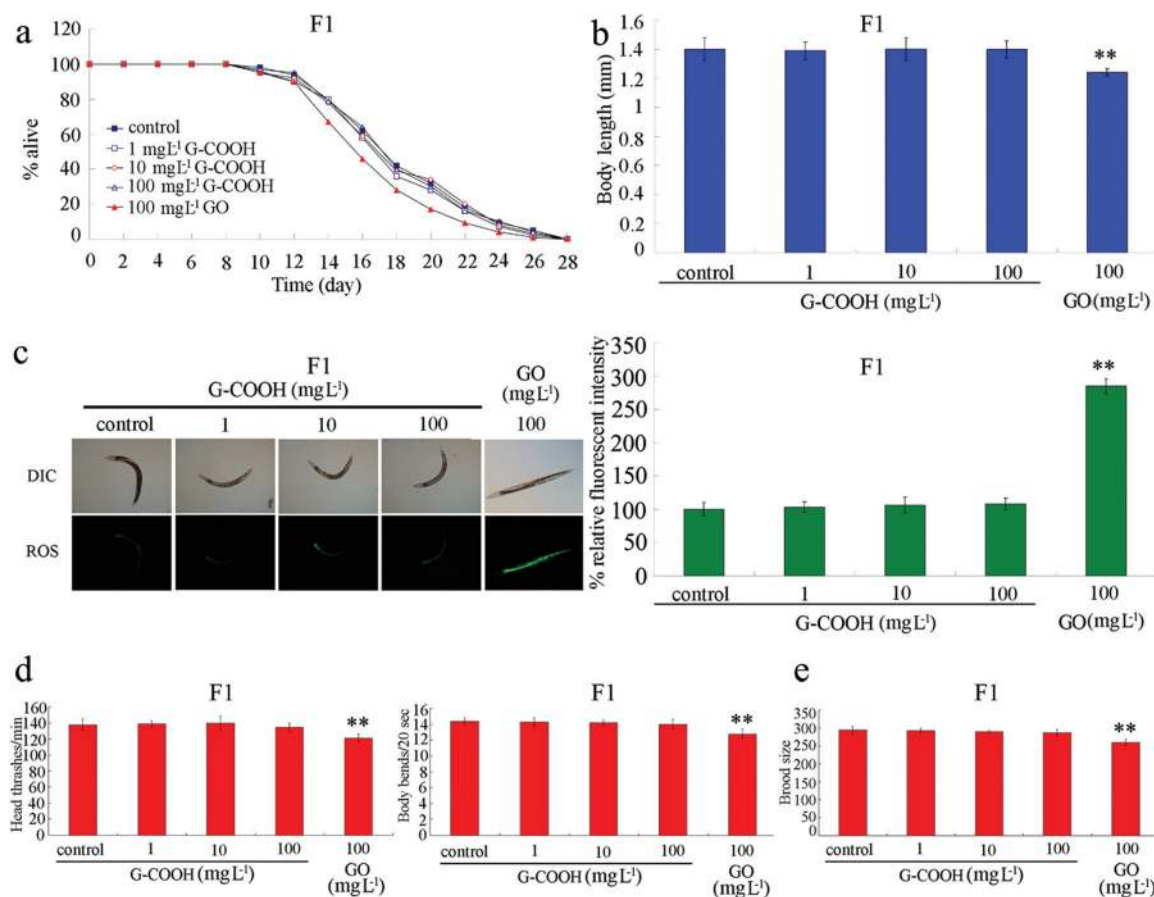 a
F1
120
100
80
60
40
20
0
% alive
control
1 mgL-1 G-COOH
10 mgL-1 G-COOH
100 mgL-1 G-COOH
100 mgL-1 GO
0 2 4 6 8 10 12 14 16 18 20 22 24 26 28
Time (day)
b
F1
1.6
1.4
1.2
1
0.8
0.6
0.4
0.2
0
Body length (mm)
**
control 1 10 100 100
G-COOH (mgL-1) GO(mgL-1)
c
F1
G-COOH (mgL-1)
GO
(mgL-1)
control 1 10 100 100
DIC
ROS
F1
350
300
250
200
150
100
50
0
% relative fluorescent intensity
**
control 1 10 100 100
G-COOH (mgL-1) GO(mgL-1)
d
F1
160
140
120
100
80
60
40
20
0
Head thrashes/min
**
control 1 10 100 100
G-COOH (mgL-1) GO
(mgL-1)
F1
16
14
12
10
8
6
4
2
0
Body bends/20 sec
**
control 1 10 100 100
G-COOH (mgL-1) GO
(mgL-1)
e
F1
350
300
250
200
150
100
50
0
Brood size
**
control 1 10 100 100
G-COOH (mgL-1) GO
(mgL-1)